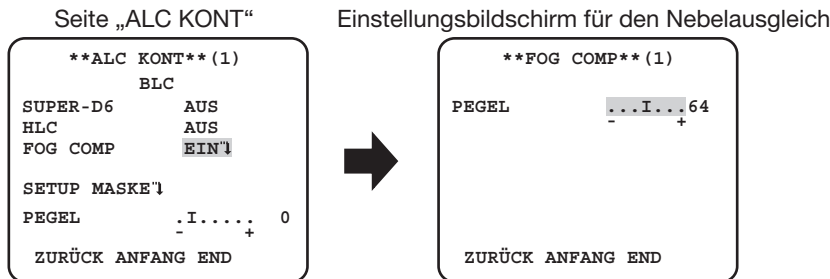 Seite „ALC KONT“
**ALC KONT**(1)
BLC
SUPER-D6 AUS
HLC AUS
FOG COMP EIN
SETUP MASKE
PEGEL .I..... 0
- +
ZURÜCK ANFANG END
Einstellungsbildschirm für den Nebelausgleich
**FOG COMP**(1)
PEGEL ...I...64
- +
ZURÜCK ANFANG END